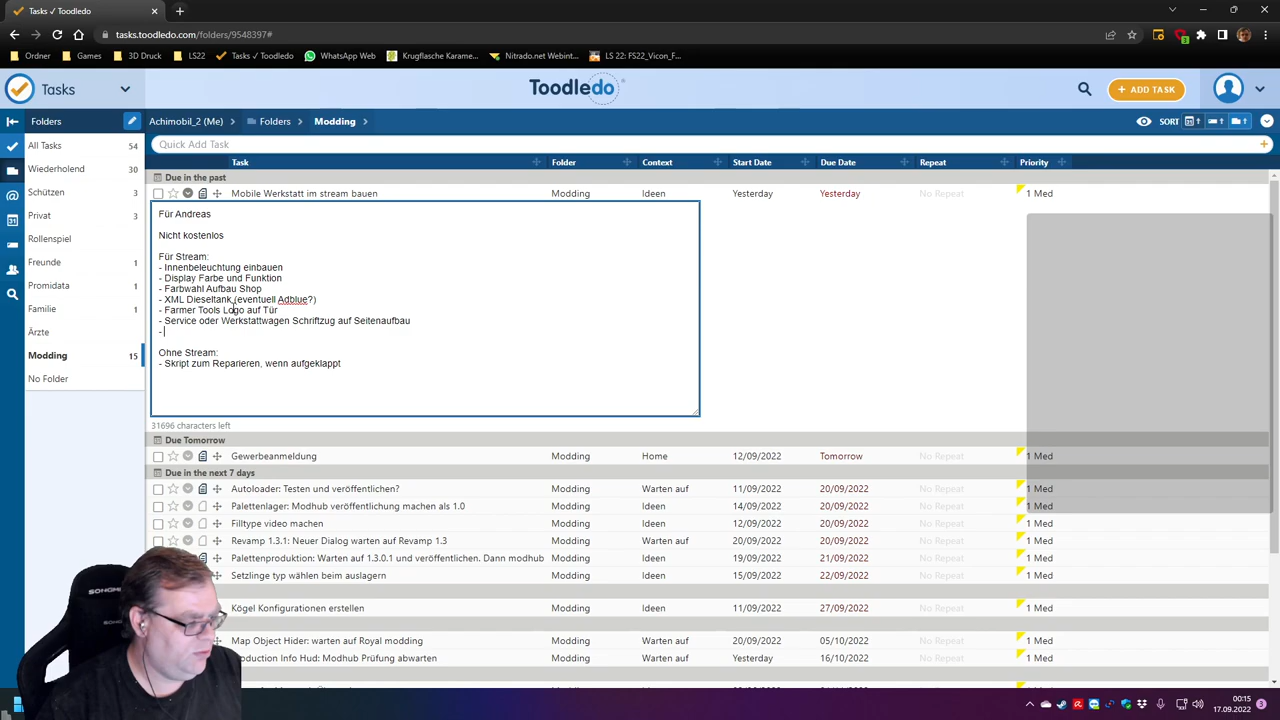 Tasks ✓ Toodledo
tasks.toodledo.com/folders/9548397#
Ordner
Games
3D Druck
LS22
Tasks ✓ Toodledo
WhatsApp Web
Krugflasche Karame...
Nitrado.net Webint...
LS 22: FS22_Vicon_F...
Tasks
Toodledo
+ ADD TASK
Folders
Achimobil_2 (Me)
Folders
Modding
SORT
All Tasks 54
Wiederholend 30
Schützen 3
Privat 3
Rollenspiel
Freunde 1
Promidata 1
Familie 1
Ärzte
Modding 15
No Folder
Quick Add Task
Task Folder Context Start Date Due Date Repeat Priority
Due in the past
Mobile Werkstatt im stream bauen Modding Ideen Yesterday Yesterday No Repeat 1 Med
Für Andreas
Nicht kostenlos
Für Stream:
- Innenbeleuchtung einbauen
- Display Farbe und Funktion
- Farbwahl Aufbau Shop
- XML Dieseltank (eventuell Adblue?)
- Farmer Tools Logo auf Tür
- Service oder Werkstattwagen Schriftzug auf Seitenaufbau
-
Ohne Stream:
- Skript zum Reparieren, wenn aufgeklappt
31696 characters left
Due Tomorrow
Gewerbeanmeldung Modding Home 12/09/2022 Tomorrow No Repeat 1 Med
Due in the next 7 days
Autoloader: Testen und veröffentlichen? Modding Warten auf 11/09/2022 20/09/2022 No Repeat 1 Med
Palettenlager: Modhub veröffentlichung machen als 1.0 Modding Ideen 14/09/2022 20/09/2022 No Repeat 1 Med
Filltype video machen Modding Ideen 12/09/2022 20/09/2022 No Repeat 1 Med
Revamp 1.3.1: Neuer Dialog warten auf Revamp 1.3 Modding Warten auf 20/09/2022 20/09/2022 No Repeat 1 Med
Palettenproduktion: Warten auf 1.3.0.1 und veröffentlichen. Dann modhub Modding Ideen 19/09/2022 21/09/2022 No Repeat 1 Med
Setzlinge typ wählen beim auslagern Modding Ideen 15/09/2022 22/09/2022 No Repeat 1 Med
Kögel Konfigurationen erstellen Modding Ideen 11/09/2022 27/09/2022 No Repeat 1 Med
Map Object Hider: warten auf Royal modding Modding Warten auf 20/09/2022 05/10/2022 No Repeat 1 Med
roduction Info Hud: Modhub Prüfung abwarten Modding Warten auf Yesterday 16/10/2022 No Repeat 1 Med
00:15
17.09.2022